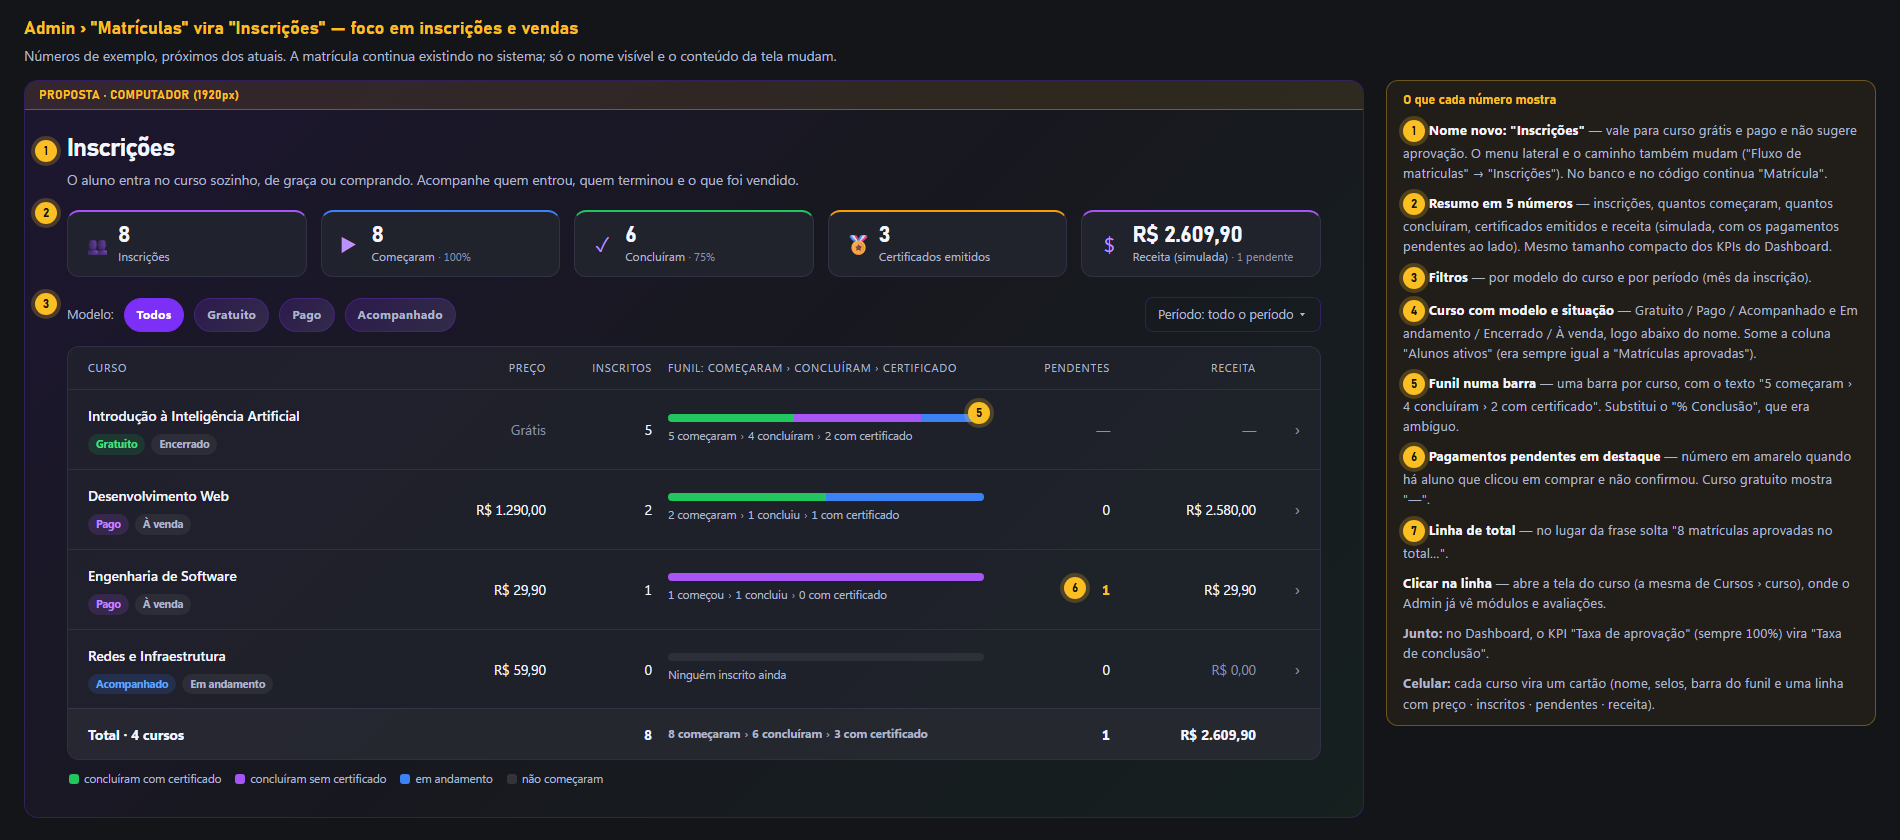 Admin › "Matrículas" vira "Inscrições" — foco em inscrições e vendas
Números de exemplo, próximos dos atuais. A matrícula continua existindo no sistema; só o nome visível e o conteúdo da tela mudam.
PROPOSTA · COMPUTADOR (1920px)
1
Inscrições
O aluno entra no curso sozinho, de graça ou comprando. Acompanhe quem entrou, quem terminou e o que foi vendido.
2
8
Inscrições
8
Começaram · 100%
6
Concluíram · 75%
3
Certificados emitidos
$
R$ 2.609,90
Receita (simulada) · 1 pendente
3
Modelo: Todos Gratuito Pago Acompanhado Período: todo o período
CURSO PREÇO INSCRITOS FUNIL: COMEÇARAM › CONCLUÍRAM › CERTIFICADO PENDENTES RECEITA
Introdução à Inteligência Artificial
Gratuito Encerrado
Grátis 5
5
5 começaram › 4 concluíram › 2 com certificado
— — ›
Desenvolvimento Web
Pago À venda
R$ 1.290,00 2
2 começaram › 1 concluiu › 1 com certificado
0 R$ 2.580,00 ›
Engenharia de Software
Pago À venda
R$ 29,90 1
1 começou › 1 concluiu › 0 com certificado
6 1 R$ 29,90 ›
Redes e Infraestrutura
Acompanhado Em andamento
R$ 59,90 0
Ninguém inscrito ainda
0 R$ 0,00 ›
Total · 4 cursos 8 8 começaram › 6 concluíram › 3 com certificado 1 R$ 2.609,90
concluíram com certificado concluíram sem certificado em andamento não começaram
O que cada número mostra
1 Nome novo: "Inscrições" — vale para curso grátis e pago e não sugere
aprovação. O menu lateral e o caminho também mudam ("Fluxo de
matrículas" → "Inscrições"). No banco e no código continua "Matrícula".
2 Resumo em 5 números — inscrições, quantos começaram, quantos
concluíram, certificados emitidos e receita (simulada, com os pagamentos
pendentes ao lado). Mesmo tamanho compacto dos KPIs do Dashboard.
3 Filtros — por modelo do curso e por período (mês da inscrição).
4 Curso com modelo e situação — Gratuito / Pago / Acompanhado e Em
andamento / Encerrado / À venda, logo abaixo do nome. Some a coluna
"Alunos ativos" (era sempre igual a "Matrículas aprovadas").
5 Funil numa barra — uma barra por curso, com o texto "5 começaram ›
4 concluíram › 2 com certificado". Substitui o "% Conclusão", que era
ambíguo.
6 Pagamentos pendentes em destaque — número em amarelo quando
há aluno que clicou em comprar e não confirmou. Curso gratuito mostra
"—".
7 Linha de total — no lugar da frase solta "8 matrículas aprovadas no
total...".
Clicar na linha — abre a tela do curso (a mesma de Cursos › curso), onde o
Admin já vê módulos e avaliações.
Junto: no Dashboard, o KPI "Taxa de aprovação" (sempre 100%) vira "Taxa
de conclusão".
Celular: cada curso vira um cartão (nome, selos, barra do funil e uma linha
com preço · inscritos · pendentes · receita).